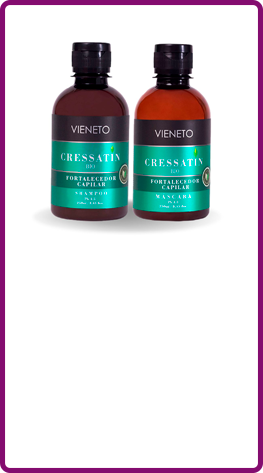 VIENETO
CRESSATIN
FORTALECEDOR
CAPILAR
SHAMPOO
VIENETO
CRESSATIN
FORTALECEDOR
CAPILAR
MÁSCARA